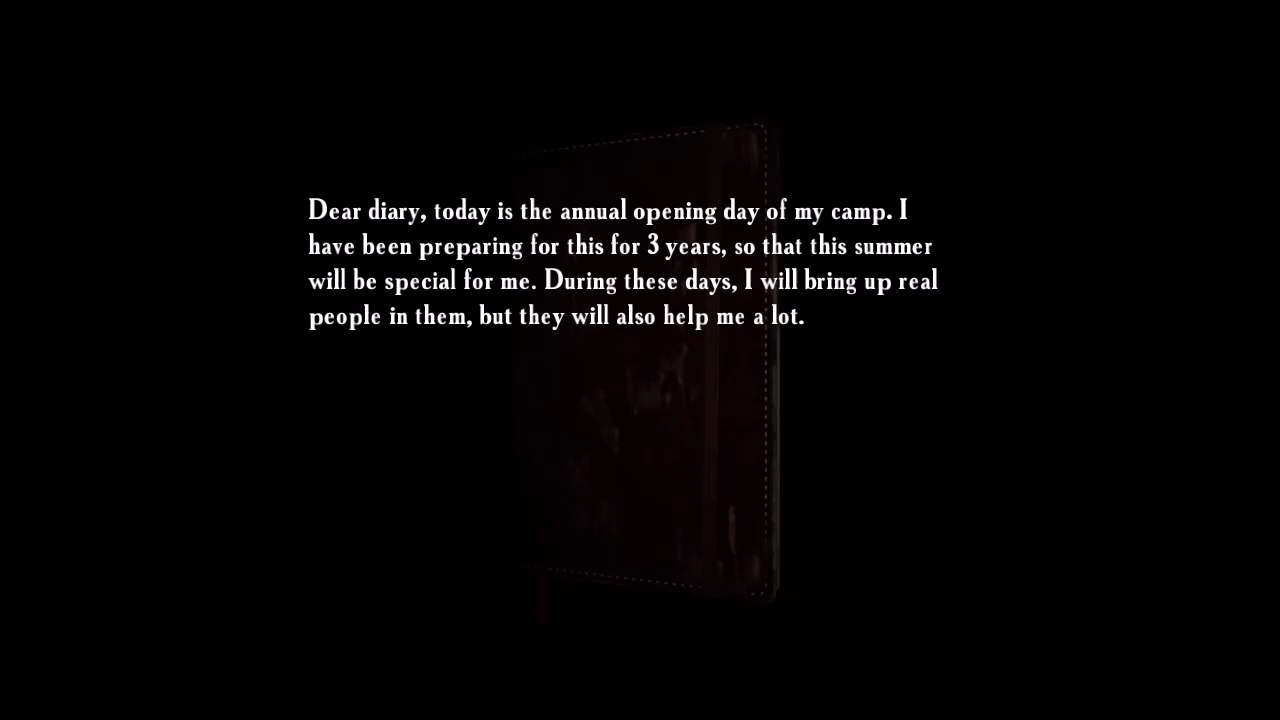 Dear diary, today is the annual opening day of my camp. I
have been preparing for this for 3 years, so that this summer
will be special for me. During these days, I will bring up real
people in them, but they will also help me a lot.